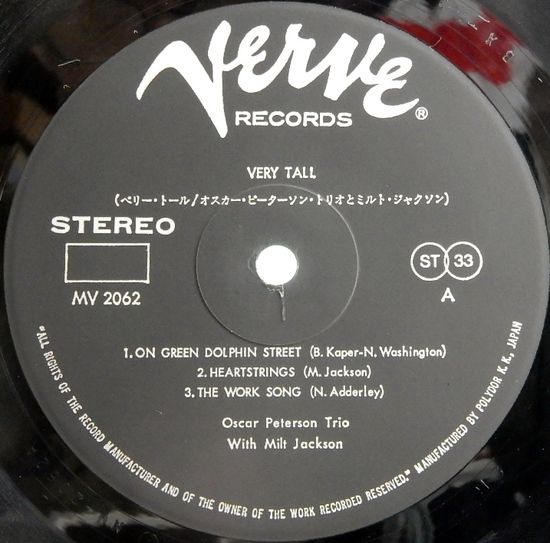 Verve
RECORDS ®
VERY TALL
(ベリー・トール/オスカー・ピーターソン・トリオとミルト・ジャクソン)
STEREO
MV 2062
ST 33
A
1. ON GREEN DOLPHIN STREET (B. Kaper-N. Washington)
2. HEARTSTRINGS (M. Jackson)
3. THE WORK SONG (N. Adderley)
Oscar Peterson Trio
With Milt Jackson
"ALL RIGHTS OF THE RECORD MANUFACTURER AND OF THE OWNER OF THE WORK RECORDED RESERVED." MANUFACTURED BY POLYDOR K. K., JAPAN